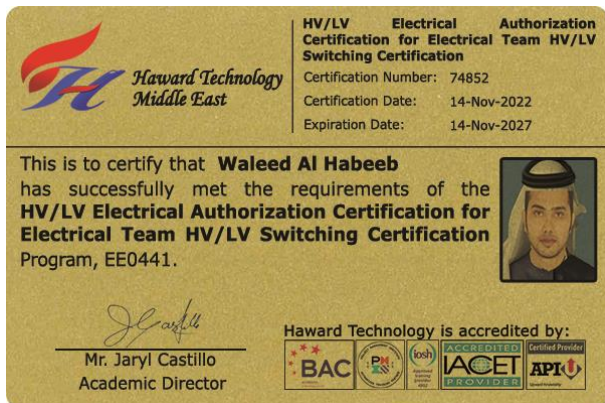 Haward Technology
Middle East
HV/LV Electrical Authorization
Certification for Electrical Team HV/LV
Switching Certification
Certification Number: 74852
Certification Date: 14-Nov-2022
Expiration Date: 14-Nov-2027
This is to certify that Waleed Al Habeeb
has successfully met the requirements of the
HV/LV Electrical Authorization Certification for
Electrical Team HV/LV Switching Certification
Program, EE0441.
Mr. Jaryl Castillo
Academic Director
Haward Technology is accredited by:
BAC
iosh
ACCREDITED
IACET
PROVIDER
Certified Provider
API U